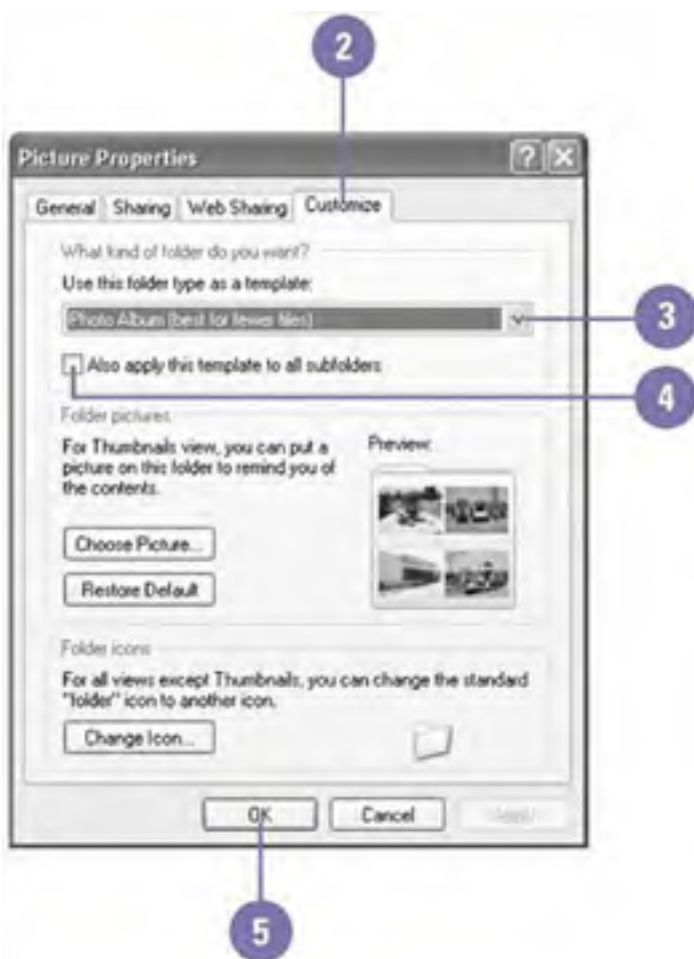 2
Picture Properties
General Sharing Web Sharing Customize
What kind of folder do you want?
Use this folder type as a template:
Photo Album (best for fewer files)
3
Also apply this template to all subfolders
4
Folder pictures
For Thumbnails view, you can put a
picture on this folder to remind you of
the contents.
Preview:
Choose Picture...
Restore Default
Folder icons
For all views except Thumbnails, you can change the standard
"folder" icon to another icon.
Change Icon...
OK Cancel Apply
5